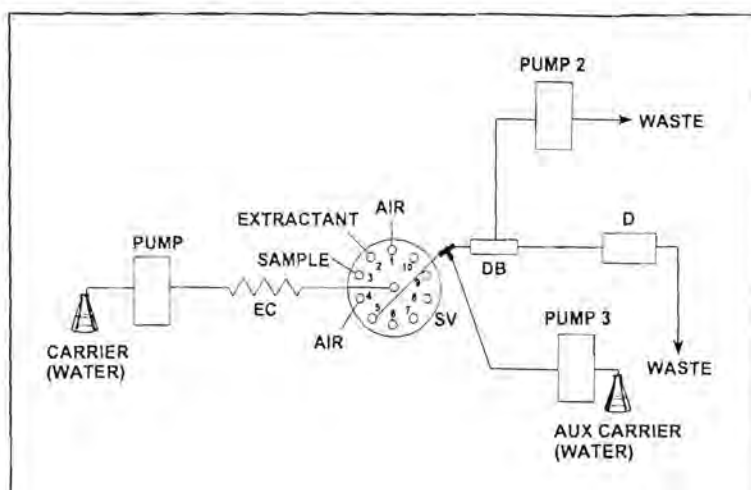 PUMP 2
WASTE
AIR
EXTRACTANT
PUMP
SAMPLE
1
2
10
3
9
4
8
5
7
6
SV
EC
AIR
CARRIER
(WATER)
DB
D
PUMP 3
WASTE
AUX CARRIER
(WATER)